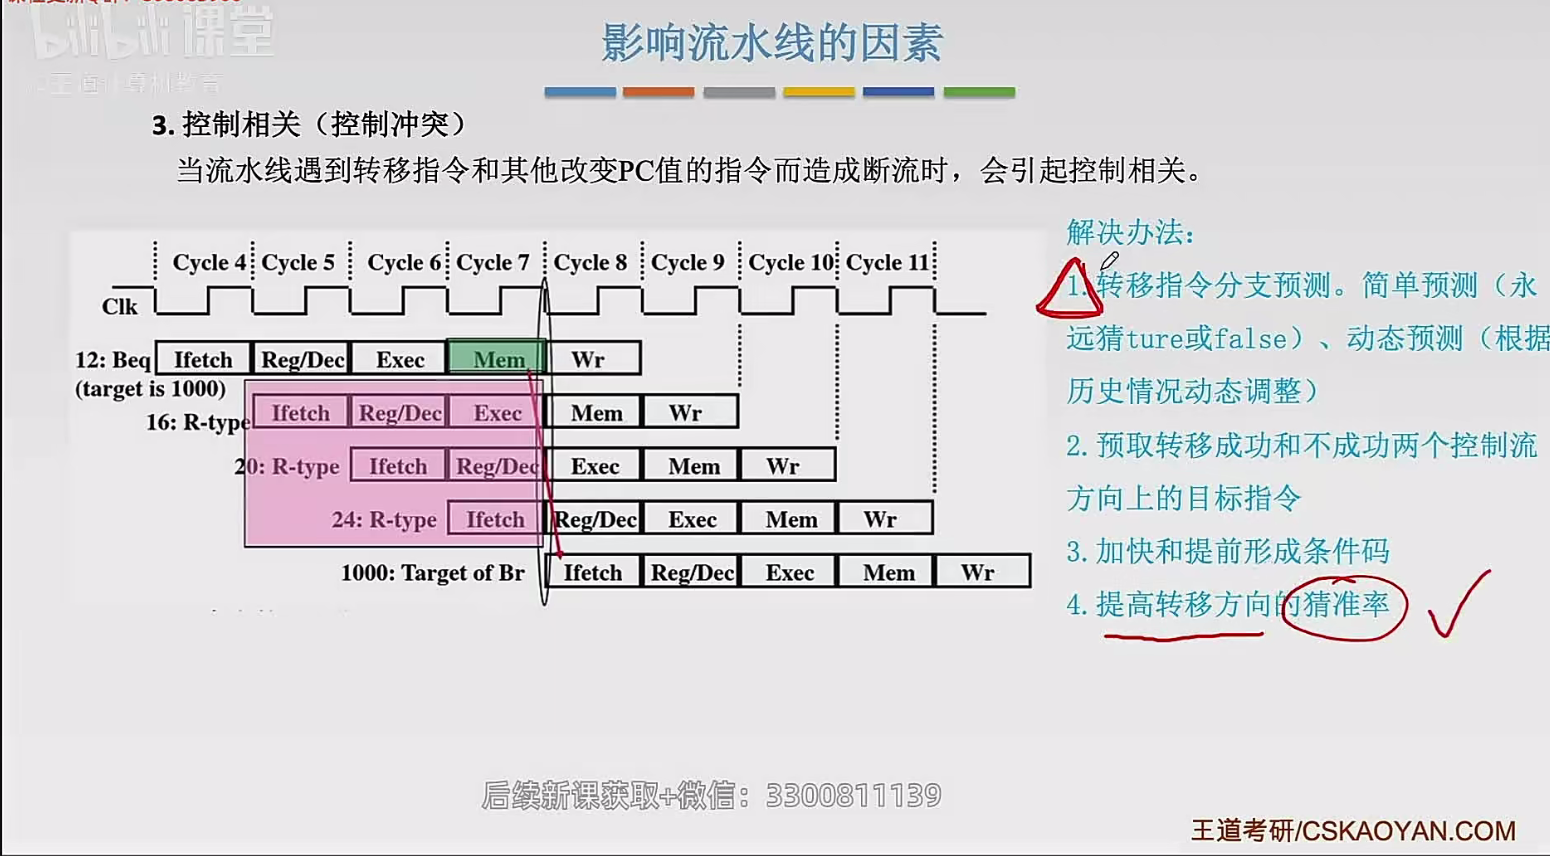 bilibili 课堂
王道计算机教育
影响流水线的因素
3. 控制相关（控制冲突）
当流水线遇到转移指令和其他改变PC值的指令而造成断流时，会引起控制相关。
Cycle 4 Cycle 5 Cycle 6 Cycle 7 Cycle 8 Cycle 9 Cycle 10 Cycle 11
Clk
12: Beq Ifetch Reg/Dec Exec Mem Wr
(target is 1000)
16: R-type Ifetch Reg/Dec Exec Mem Wr
20: R-type Ifetch Reg/Dec Exec Mem Wr
24: R-type Ifetch Reg/Dec Exec Mem Wr
1000: Target of Br Ifetch Reg/Dec Exec Mem Wr
解决办法：
1.转移指令分支预测。简单预测（永
远猜ture或false）、动态预测（根据
历史情况动态调整）
2.预取转移成功和不成功两个控制流
方向上的目标指令
3.加快和提前形成条件码
4.提高转移方向的猜准率
后续新课获取+微信：3300811139
王道考研/CSKAOYAN.COM